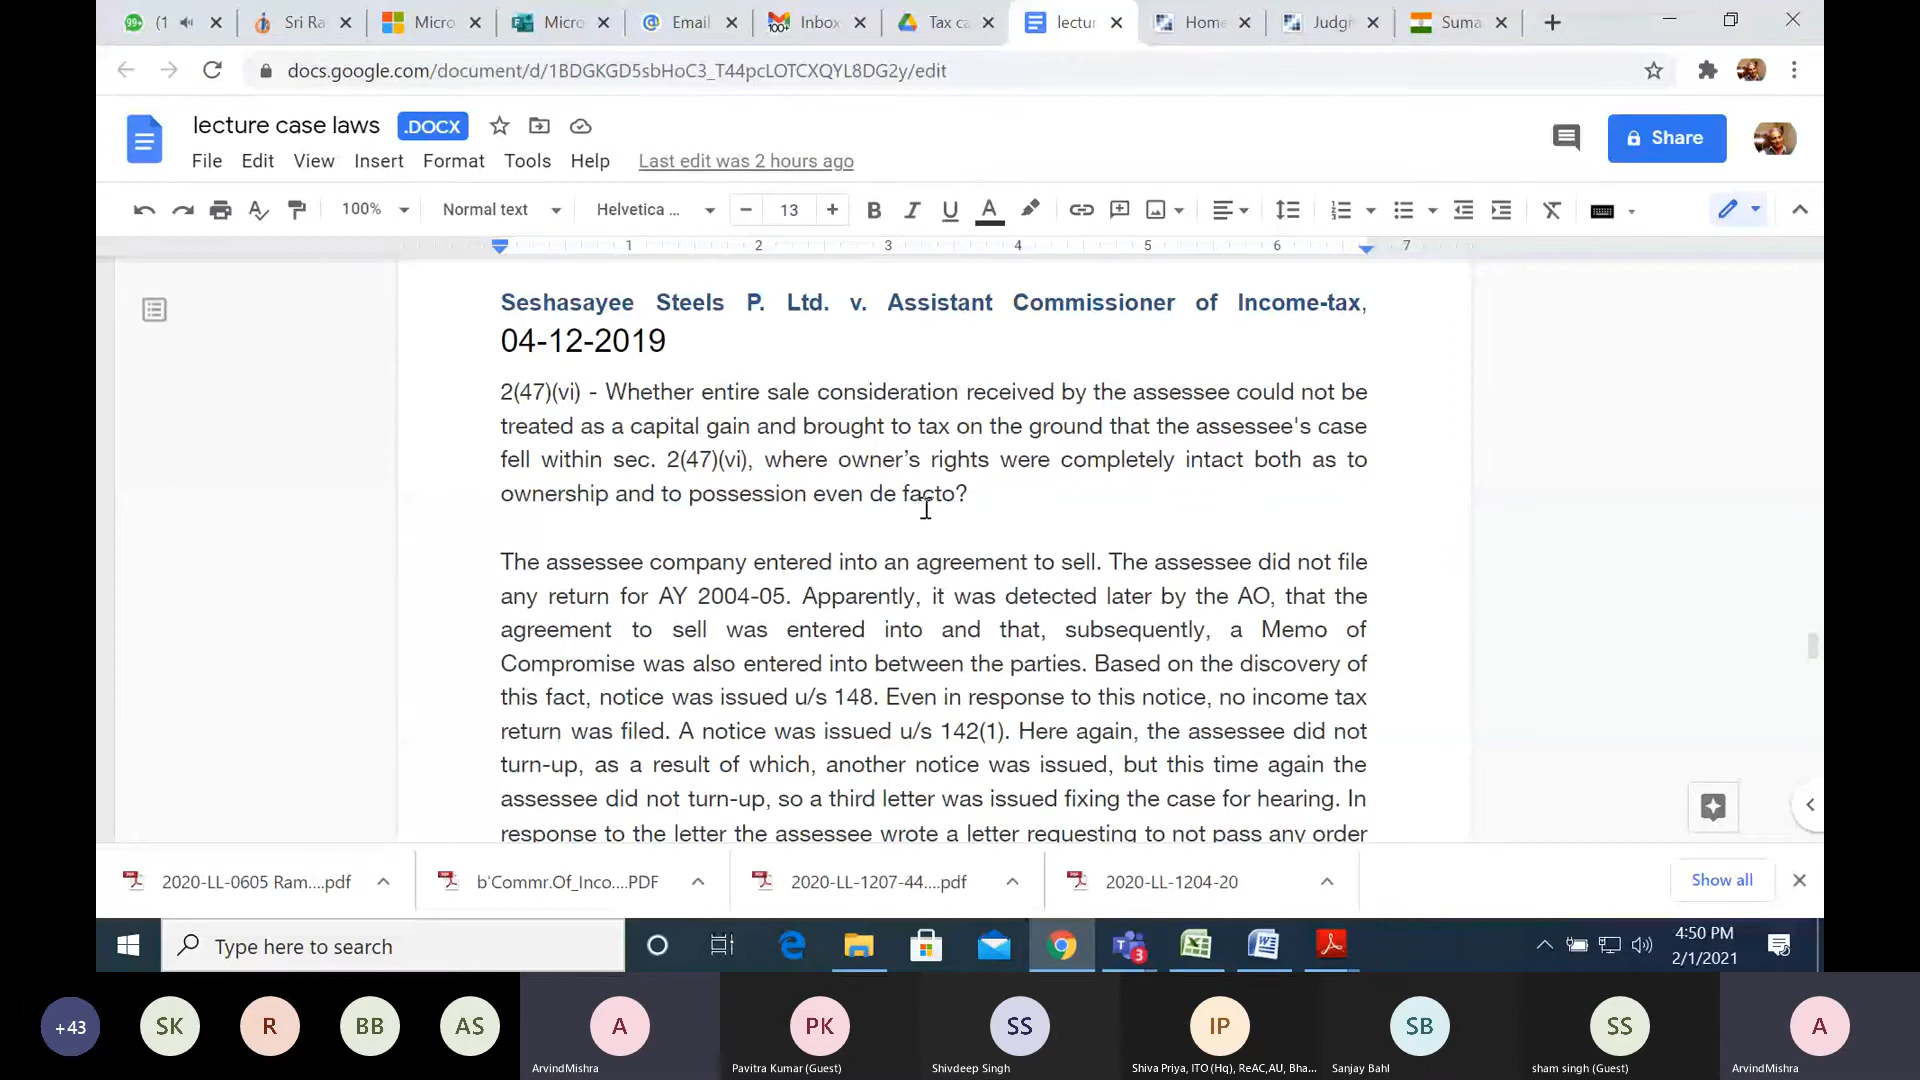 99+
(1
Sri Ra
Micro
Micro
Email
100+
Inbox
Tax ca
lectur
Home
Judgm
Suma
docs.google.com/document/d/1BDGKGD5sbHoC3_T44pcLOTCXQYL8DG2y/edit
lecture case laws
.DOCX
Share
File Edit View Insert Format Tools Help Last edit was 2 hours ago
100% Normal text Helvetica ... 13 B I U A
1 2 3 4 5 6 7
Seshasayee Steels P. Ltd. v. Assistant Commissioner of Income-tax,
04-12-2019
2(47)(vi) - Whether entire sale consideration received by the assessee could not be
treated as a capital gain and brought to tax on the ground that the assessee's case
fell within sec. 2(47)(vi), where owner’s rights were completely intact both as to
ownership and to possession even de facto?
The assessee company entered into an agreement to sell. The assessee did not file
any return for AY 2004-05. Apparently, it was detected later by the AO, that the
agreement to sell was entered into and that, subsequently, a Memo of
Compromise was also entered into between the parties. Based on the discovery of
this fact, notice was issued u/s 148. Even in response to this notice, no income tax
return was filed. A notice was issued u/s 142(1). Here again, the assessee did not
turn-up, as a result of which, another notice was issued, but this time again the
assessee did not turn-up, so a third letter was issued fixing the case for hearing. In
response to the letter the assessee wrote a letter requesting to not pass any order
2020-LL-0605 Ram....pdf
b'Commr.Of_Inco....PDF
2020-LL-1207-44....pdf
2020-LL-1204-20
Show all
Type here to search
3
4:50 PM
2/1/2021
+43
SK
R
BB
AS
A
PK
SS
IP
SB
SS
A
ArvindMishra
Pavitra Kumar (Guest)
Shivdeep Singh
Shiva Priya, ITO (Hq), ReAC,AU, Bha...
Sanjay Bahl
sham singh (Guest)
ArvindMishra